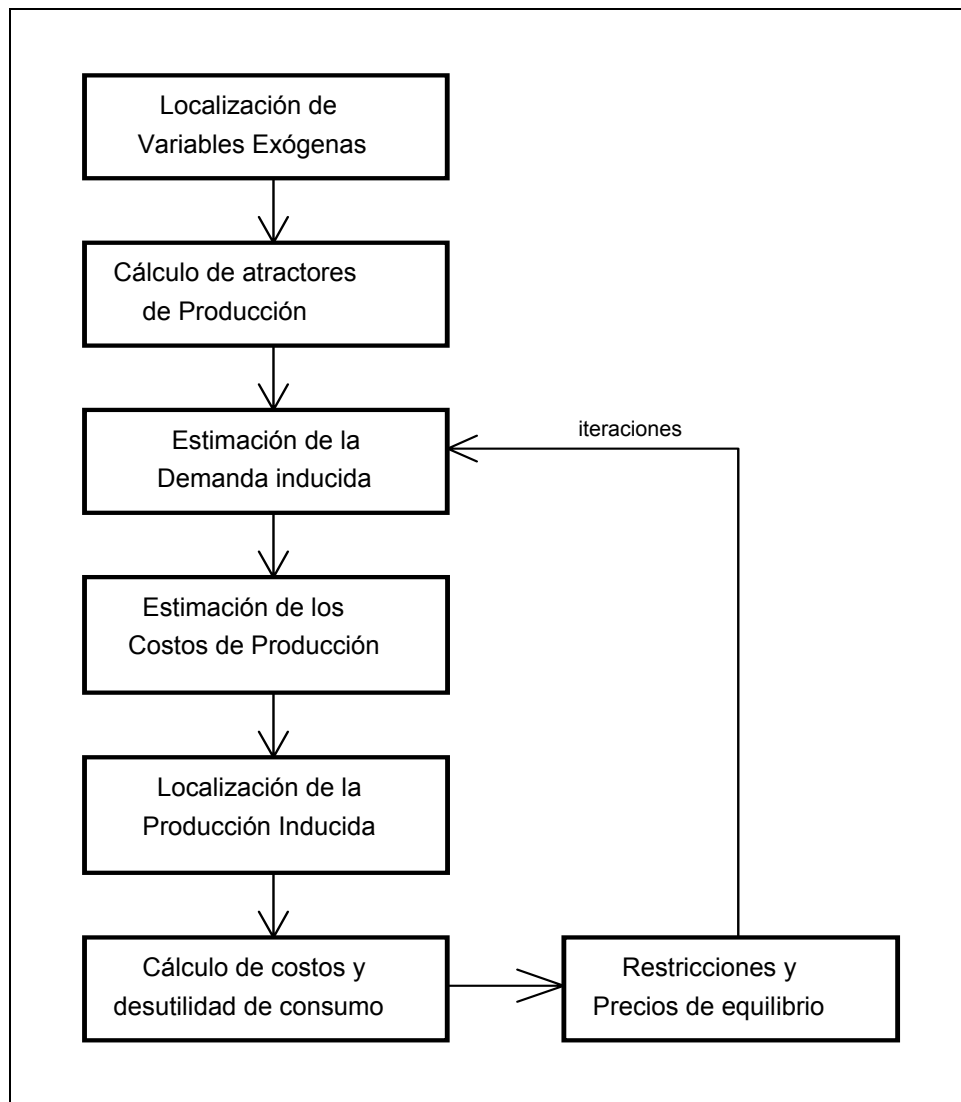 Localización de
Variables Exógenas
Cálculo de atractores
de Producción
Estimación de la
Demanda inducida
iteraciones
Estimación de los
Costos de Producción
Localización de la
Producción Inducida
Cálculo de costos y
desutilidad de consumo
Restricciones y
Precios de equilibrio